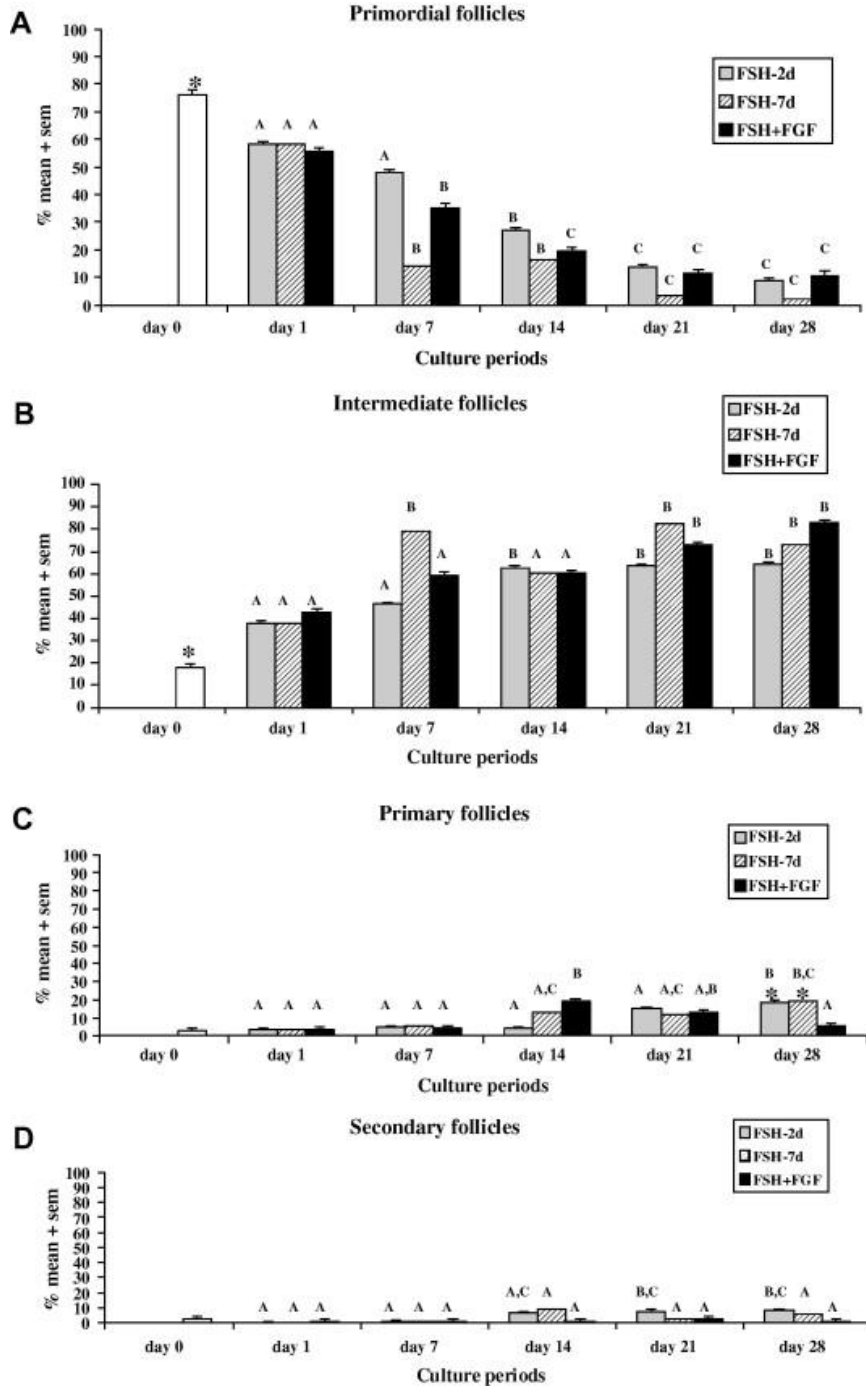 A
Primordial follicles
100
90
80
70
60
50
40
30
20
10
0
% mean + sem
FSH-2d
FSH-7d
FSH+FGF
*
A A A
A B B
B B C
C C C
C C C
day 0 day 1 day 7 day 14 day 21 day 28
Culture periods
B
Intermediate follicles
100
90
80
70
60
50
40
30
20
10
0
% mean + sem
FSH-2d
FSH-7d
FSH+FGF
*
A A A
A B A
B A A
B B B
B B B
day 0 day 1 day 7 day 14 day 21 day 28
Culture periods
C
Primary follicles
100
90
80
70
60
50
40
30
20
10
0
% mean + sem
FSH-2d
FSH-7d
FSH+FGF
A A A
A A A
A A,C B
A A,C A,B
B B,C A
* *
day 0 day 1 day 7 day 14 day 21 day 28
Culture periods
D
Secondary follicles
100
90
80
70
60
50
40
30
20
10
0
% mean + sem
FSH-2d
FSH-7d
FSH+FGF
A A A
A A A
A,C A A
B,C A A
B,C A A
day 0 day 1 day 7 day 14 day 21 day 28
Culture periods